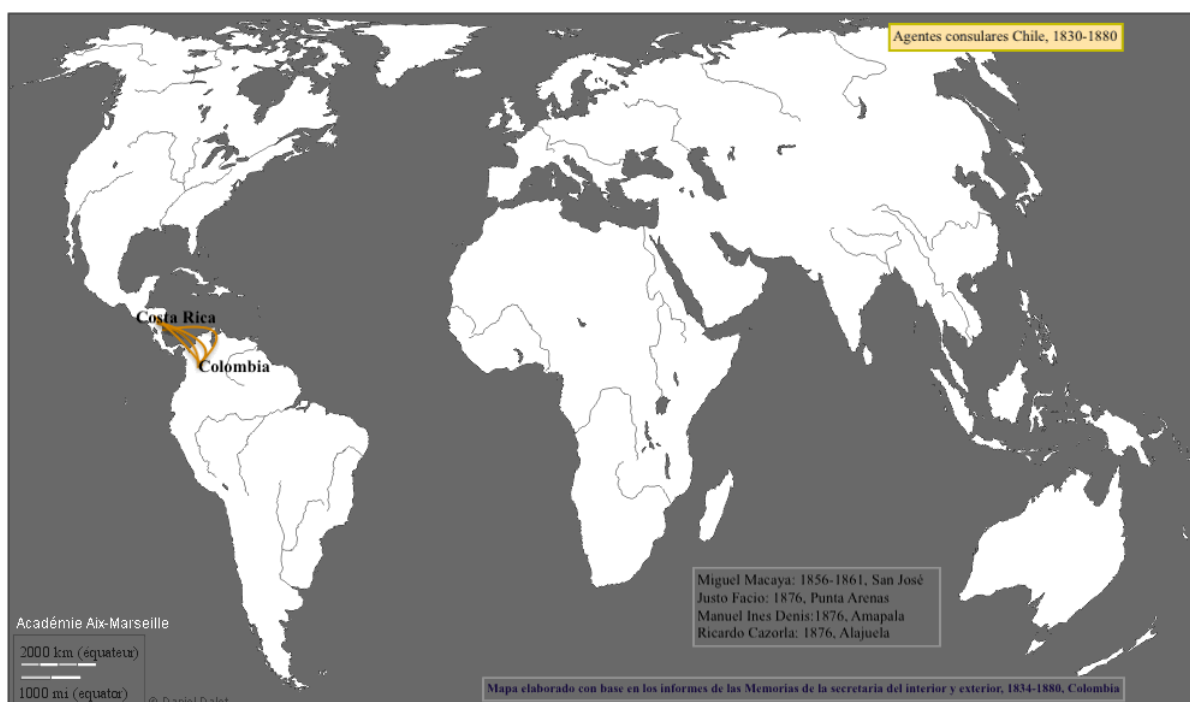 Agentes consulares Chile, 1830-1880
Costa Rica
Colombia
Miguel Macaya: 1856-1861, San José
Justo Facio: 1876, Punta Arenas
Manuel Ines Denis:1876, Amapala
Ricardo Cazorla: 1876, Alajuela
Académie Aix-Marseille
2000 km (équateur)
1000 mi (equator)
© Daniel Dalet
Mapa elaborado con base en los informes de las Memorias de la secretaria del interior y exterior, 1834-1880, Colombia